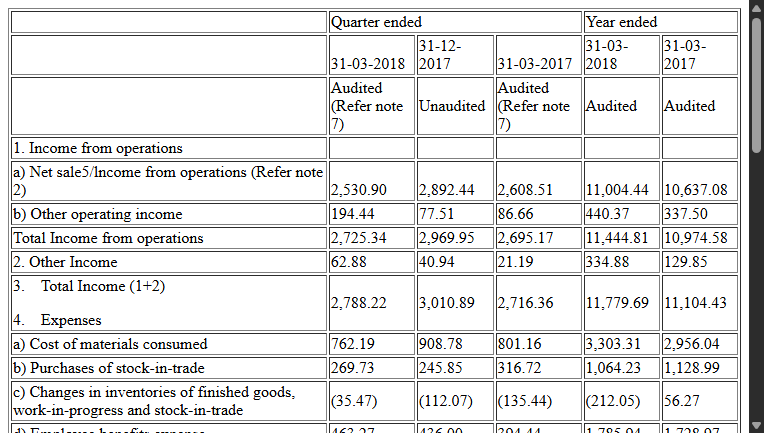 Quarter ended Year ended
31-03-2018 31-12-2017 31-03-2017 31-03-2018 31-03-2017
Audited (Refer note 7) Unaudited Audited (Refer note 7) Audited Audited
1. Income from operations
a) Net sale5/Income from operations (Refer note 2) 2,530.90 2,892.44 2,608.51 11,004.44 10,637.08
b) Other operating income 194.44 77.51 86.66 440.37 337.50
Total Income from operations 2,725.34 2,969.95 2,695.17 11,444.81 10,974.58
2. Other Income 62.88 40.94 21.19 334.88 129.85
3. Total Income (1+2)
4. Expenses 2,788.22 3,010.89 2,716.36 11,779.69 11,104.43
a) Cost of materials consumed 762.19 908.78 801.16 3,303.31 2,956.04
b) Purchases of stock-in-trade 269.73 245.85 316.72 1,064.23 1,128.99
c) Changes in inventories of finished goods, work-in-progress and stock-in-trade (35.47) (112.07) (135.44) (212.05) 56.27